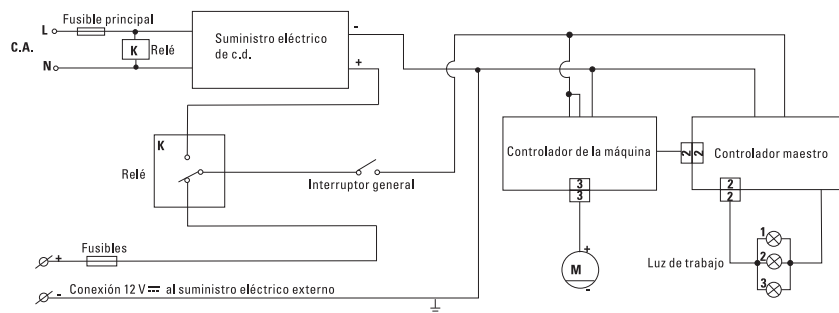 Fusible principal
L
C.A.
K
Relé
N
Suministro eléctrico
de c.d.
-
+
K
Relé
Interruptor general
Controlador de la máquina
2
2
Controlador maestro
3
3
2
2
+
M
-
Luz de trabajo
1
2
3
+
Fusibles
-
Conexión 12 V ⎓ al suministro eléctrico externo